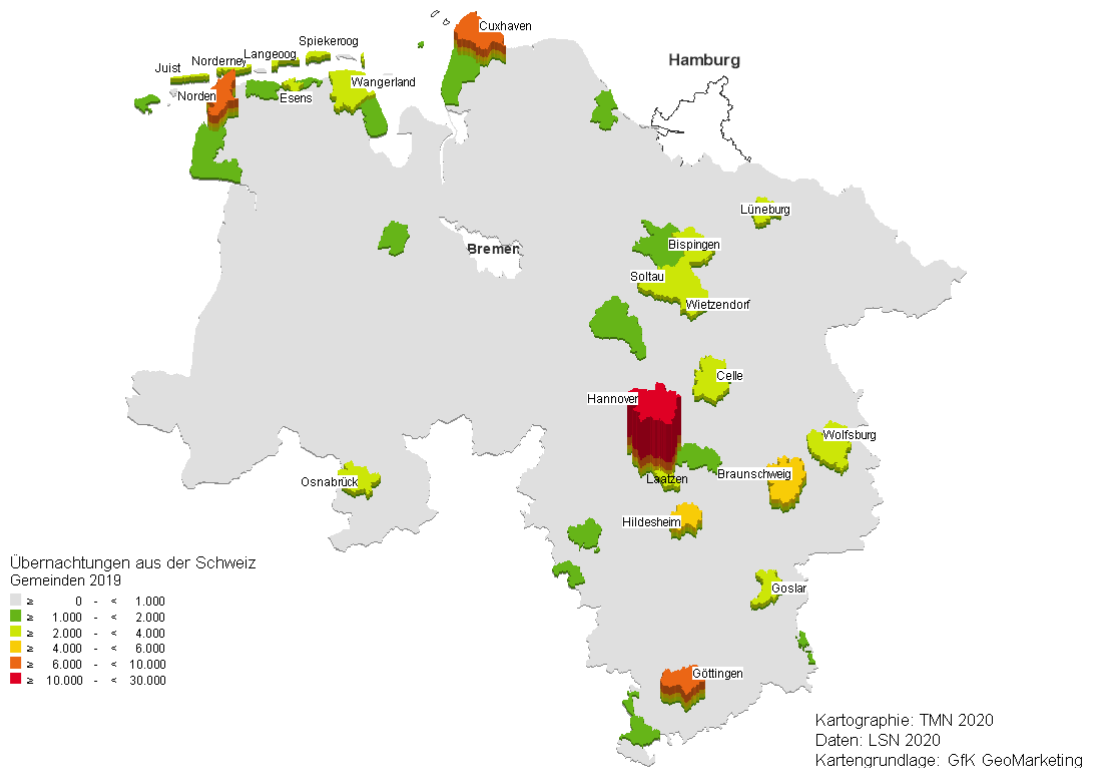 Cuxhaven
Spiekeroog
Langeoog
Norderney
Juist
Hamburg
Wangerland
Norden
Esens
Lüneburg
Bremen
Bispingen
Soltau
Wietzendorf
Celle
Hannover
Wolfsburg
Braunschweig
Laatzen
Osnabrück
Hildesheim
Goslar
Göttingen
Übernachtungen aus der Schweiz
Gemeinden 2019
≥ 0 - < 1.000
≥ 1.000 - < 2.000
≥ 2.000 - < 4.000
≥ 4.000 - < 6.000
≥ 6.000 - < 10.000
≥ 10.000 - < 30.000
Kartographie: TMN 2020
Daten: LSN 2020
Kartengrundlage: GfK GeoMarketing